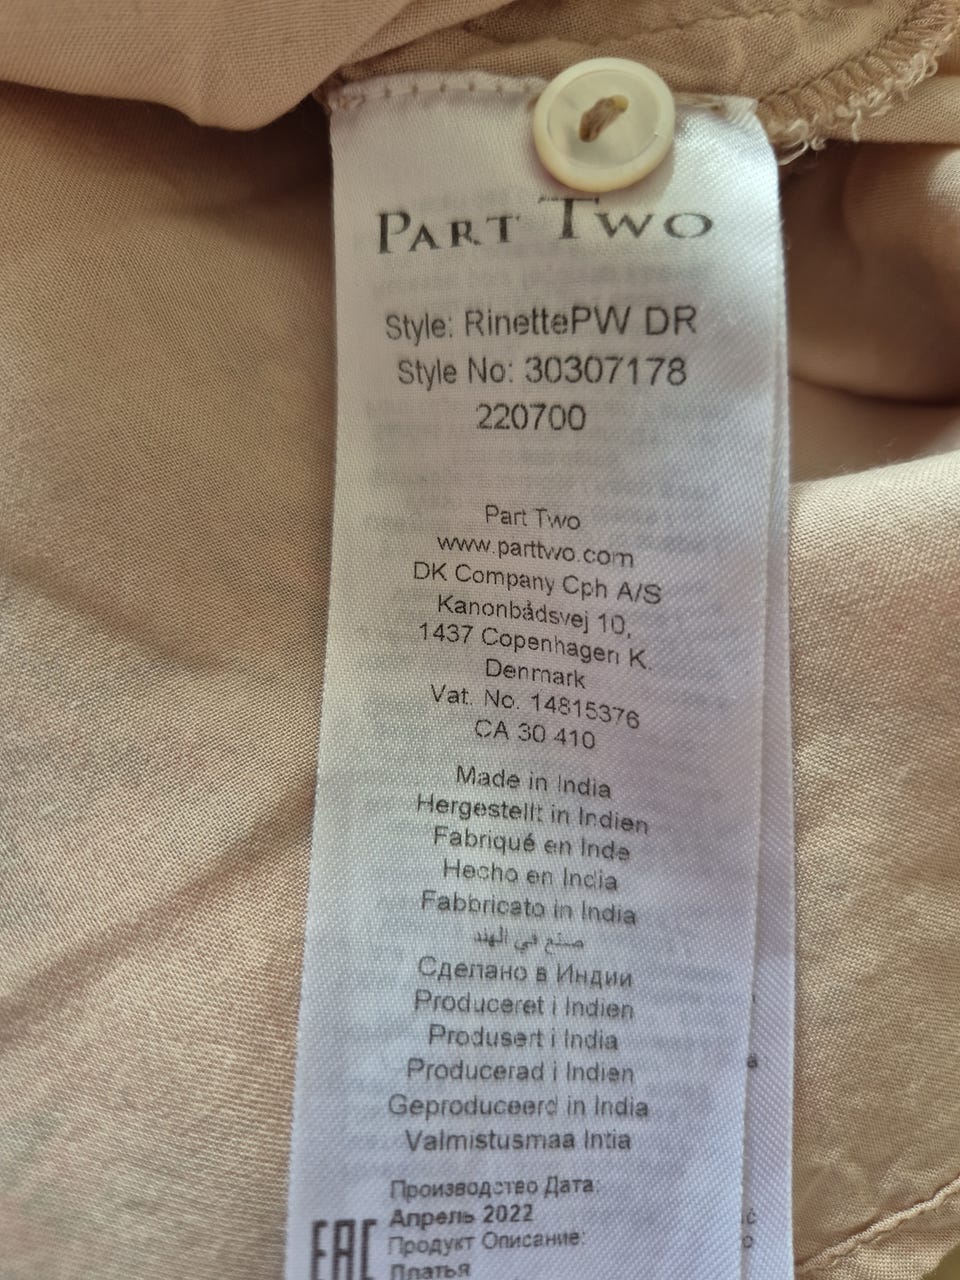 PART TWO
Style: RinettePW DR
Style No: 30307178
220700
Part Two
www.parttwo.com
DK Company Cph A/S
Kanonbådsvej 10,
1437 Copenhagen K.
Denmark
Vat. No. 14815376
CA 30 410
Made in India
Hergestellt in Indien
Fabriqué en Inde
Hecho en India
Fabbricato in India
صنع في الهند
Сделано в Индии
Produceret i Indien
Produsert i India
Producerad i Indien
Geproduceerd in India
Valmistusmaa Intia
Производство Дата:
Апрель 2022
EAC Продукт Описание:
Платья